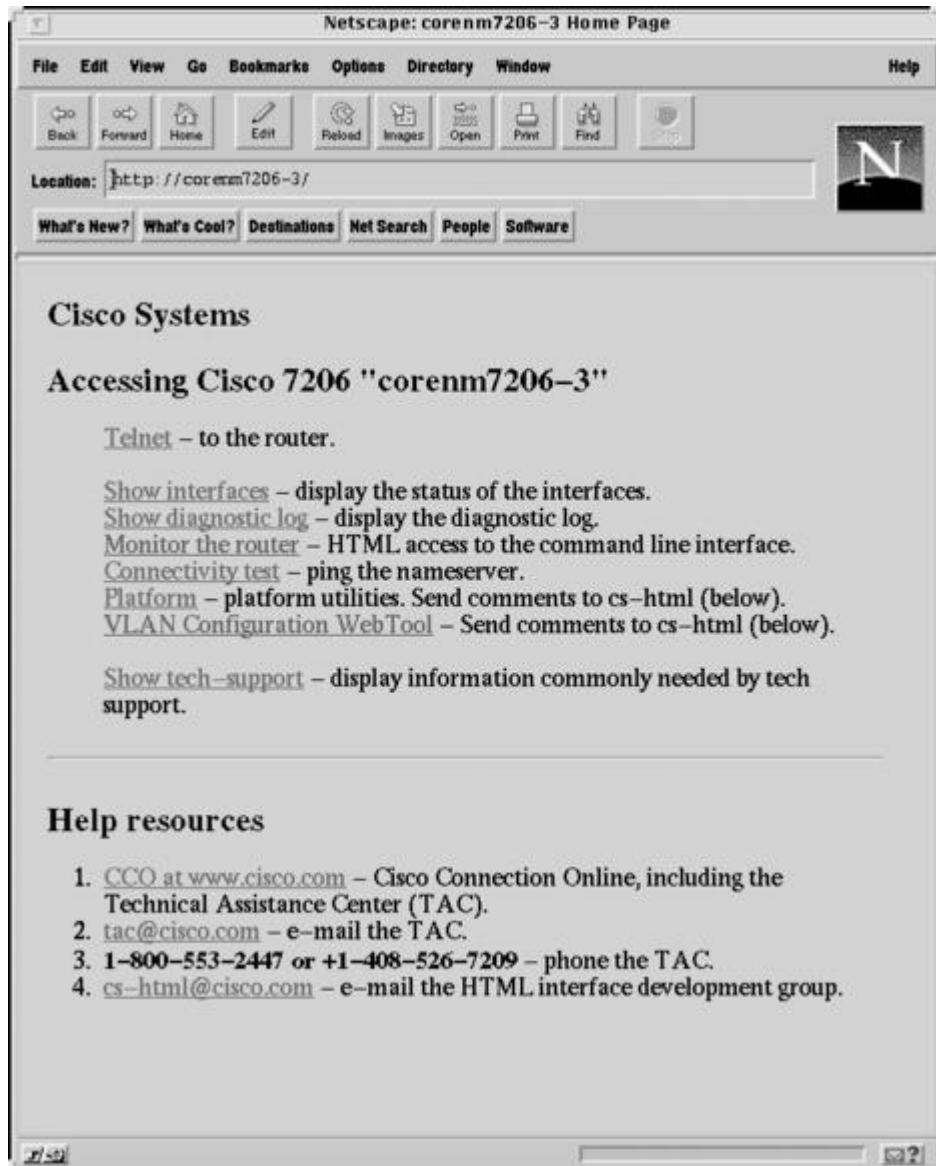 Netscape: corenm7206-3 Home Page
File Edit View Go Bookmarks Options Directory Window Help
Back Forward Home Edit Reload Images Open Print Find Stop
Location: http://corenm7206-3/
N
What's New? What's Cool? Destinations Net Search People Software
Cisco Systems
Accessing Cisco 7206 "corenm7206-3"
Telnet - to the router.
Show interfaces - display the status of the interfaces.
Show diagnostic log - display the diagnostic log.
Monitor the router - HTML access to the command line interface.
Connectivity test - ping the nameserver.
Platform - platform utilities. Send comments to cs-html (below).
VLAN Configuration WebTool - Send comments to cs-html (below).
Show tech-support - display information commonly needed by tech
support.
Help resources
1. CCO at www.cisco.com - Cisco Connection Online, including the
Technical Assistance Center (TAC).
2. tac@cisco.com - e-mail the TAC.
3. 1-800-553-2447 or +1-408-526-7209 - phone the TAC.
4. cs-html@cisco.com - e-mail the HTML interface development group.
?